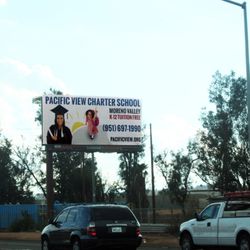 PACIFIC VIEW CHARTER SCHOOL
MORENO VALLEY
K-12 TUITION FREE
(951) 697-1990
PACIFICVIEW.ORG